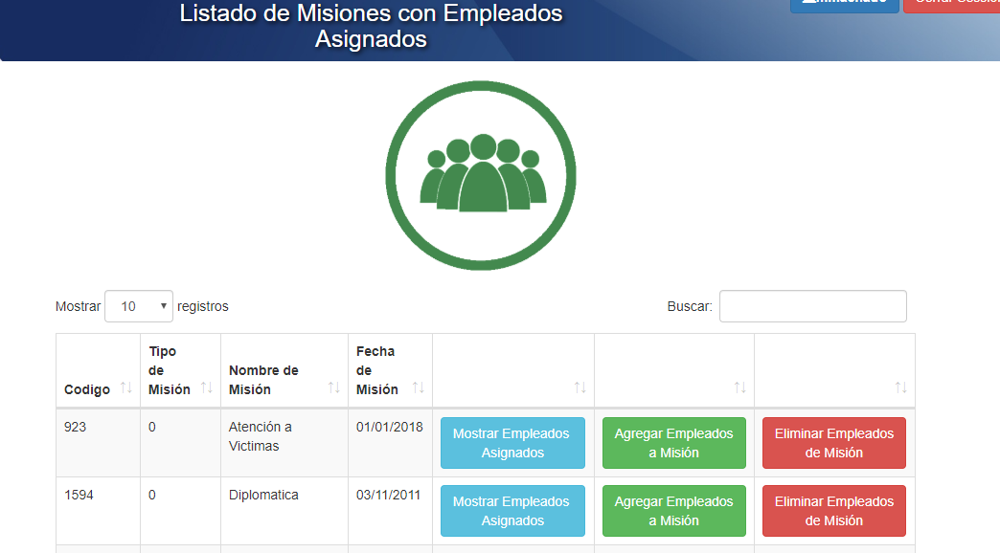 Listado de Misiones con Empleados
Asignados
Mostrar 10 registros
Buscar:
Codigo
Tipo
de
Misión
Nombre de
Misión
Fecha
de
Misión
923
0
Atención a
Victimas
01/01/2018
Mostrar Empleados
Asignados
Agregar Empleados
a Misión
Eliminar Empleados
de Misión
1594
0
Diplomatica
03/11/2011
Mostrar Empleados
Asignados
Agregar Empleados
a Misión
Eliminar Empleados
de Misión